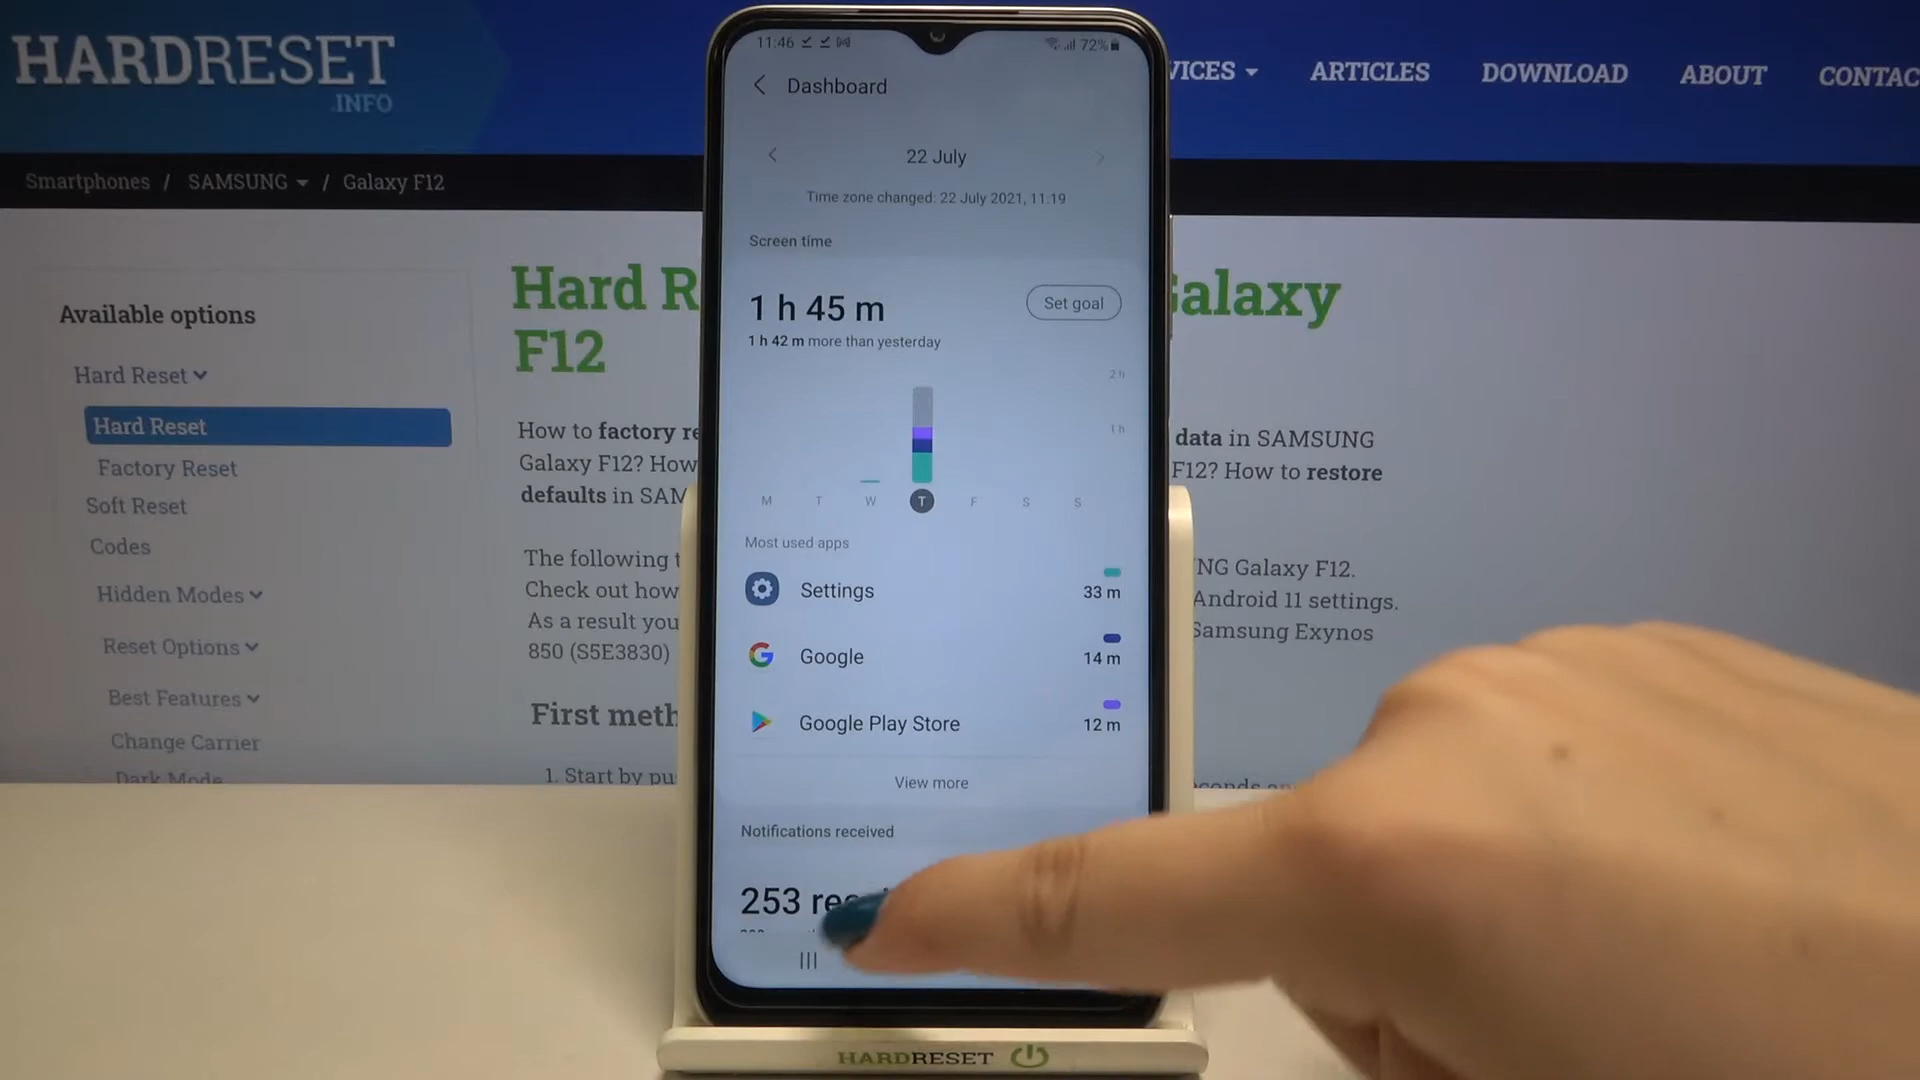 HARDRESET
.INFO
VICES
ARTICLES
DOWNLOAD
ABOUT
CONTAC
Smartphones / SAMSUNG / Galaxy F12
Available options
Hard Reset
Hard Reset
Factory Reset
Soft Reset
Codes
Hidden Modes
Reset Options
Best Features
Change Carrier
Dark Mode
Hard R
Galaxy
F12
How to factory re
data in SAMSUNG
Galaxy F12? How
F12? How to restore
defaults in SAM
The following t
NG Galaxy F12.
Check out how
Android 11 settings.
As a result you
Samsung Exynos
850 (S5E3830)
First meth
1. Start by pu
11:46
72%
Dashboard
22 July
Time zone changed: 22 July 2021, 11:19
Screen time
1 h 45 m
Set goal
1 h 42 m more than yesterday
2 h
1 h
M T W T F S S
Most used apps
Settings
33 m
Google
14 m
Google Play Store
12 m
View more
Notifications received
253
HARDRESET